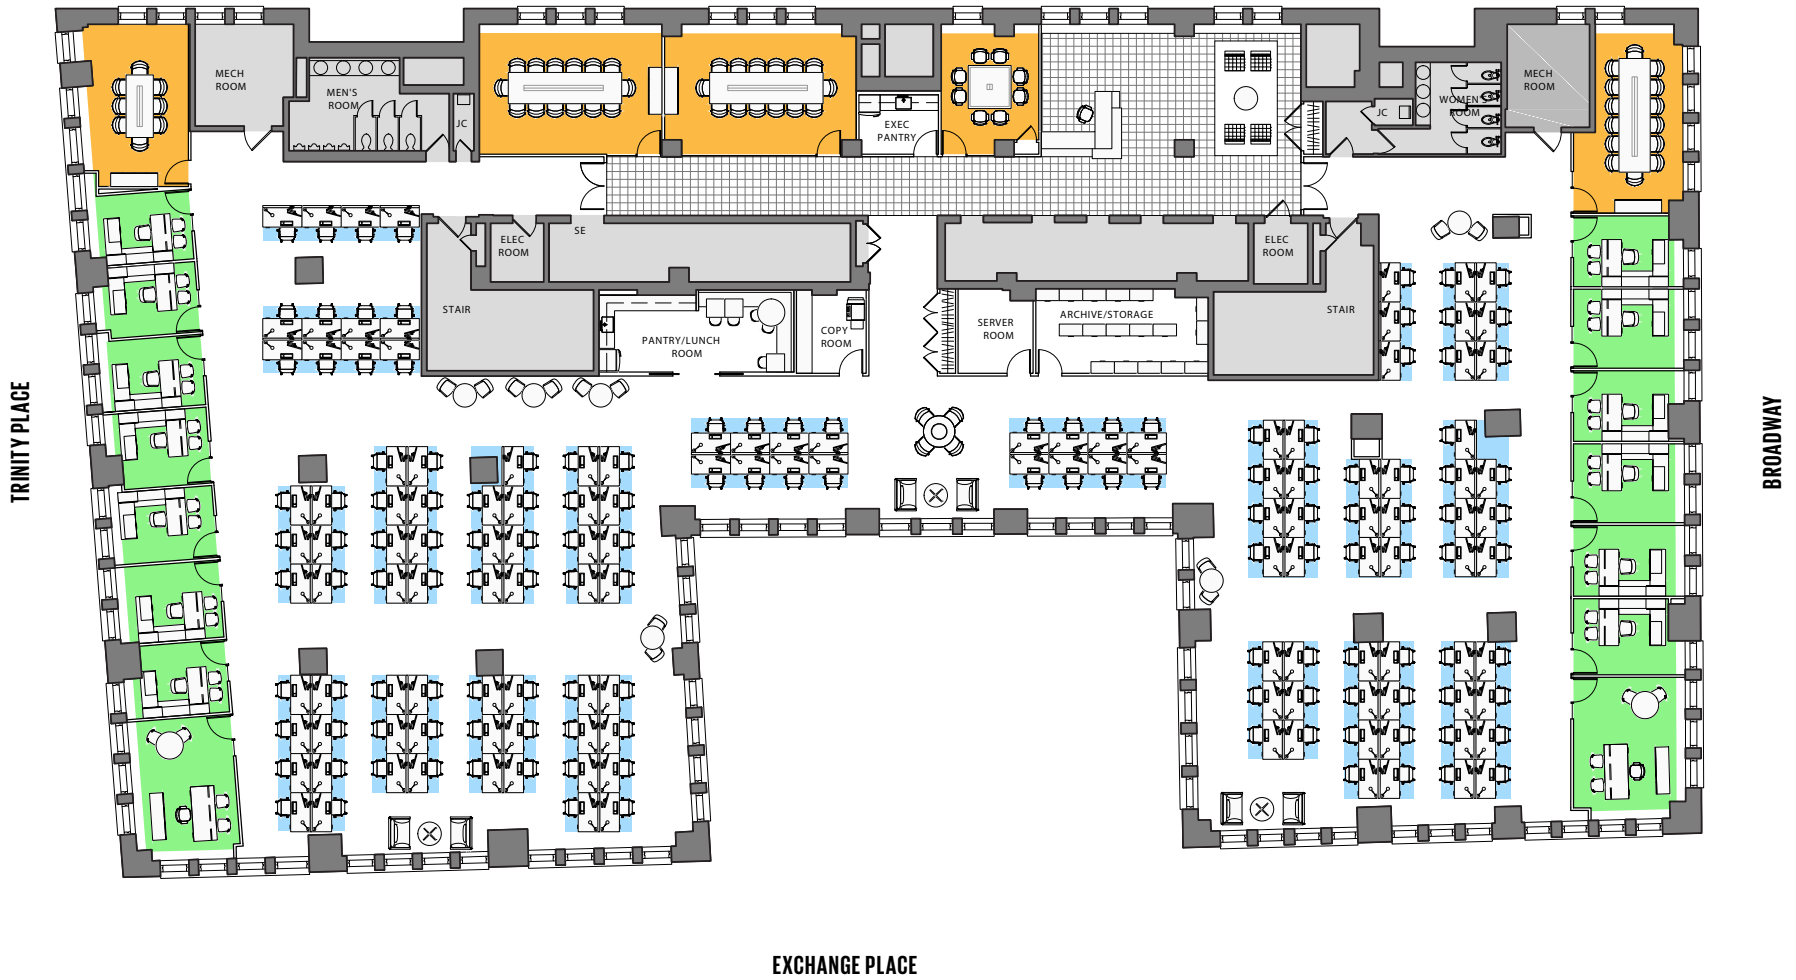 MECH
ROOM
MEN'S
ROOM
JC
EXEC
PANTRY
JC
WOMEN'S
ROOM
MECH
ROOM
ELEC
ROOM
SE
ELEC
ROOM
STAIR
PANTRY/LUNCH
ROOM
COPY
ROOM
SERVER
ROOM
ARCHIVE/STORAGE
STAIR
TRINITY PLACE
BROADWAY
EXCHANGE PLACE